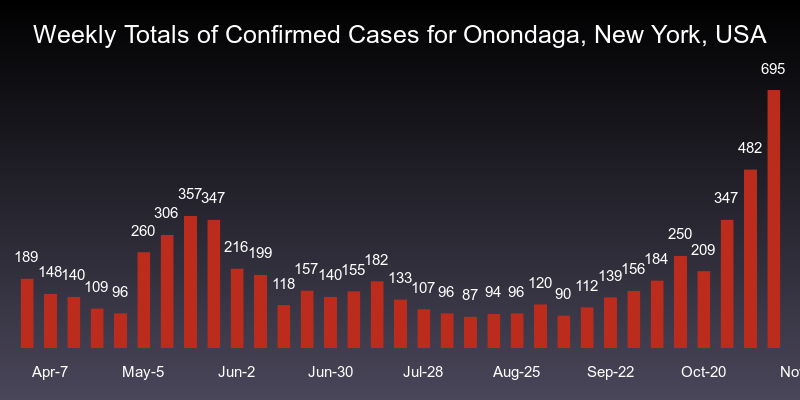 Weekly Totals of Confirmed Cases for Onondaga, New York, USA
189 148 140 109 96 260 306 357 347 216 199 118 157 140 155 182 133 107 96 87 94 96 120 90 112 139 156 184 250 209 347 482 695
Apr-7 May-5 Jun-2 Jun-30 Jul-28 Aug-25 Sep-22 Oct-20